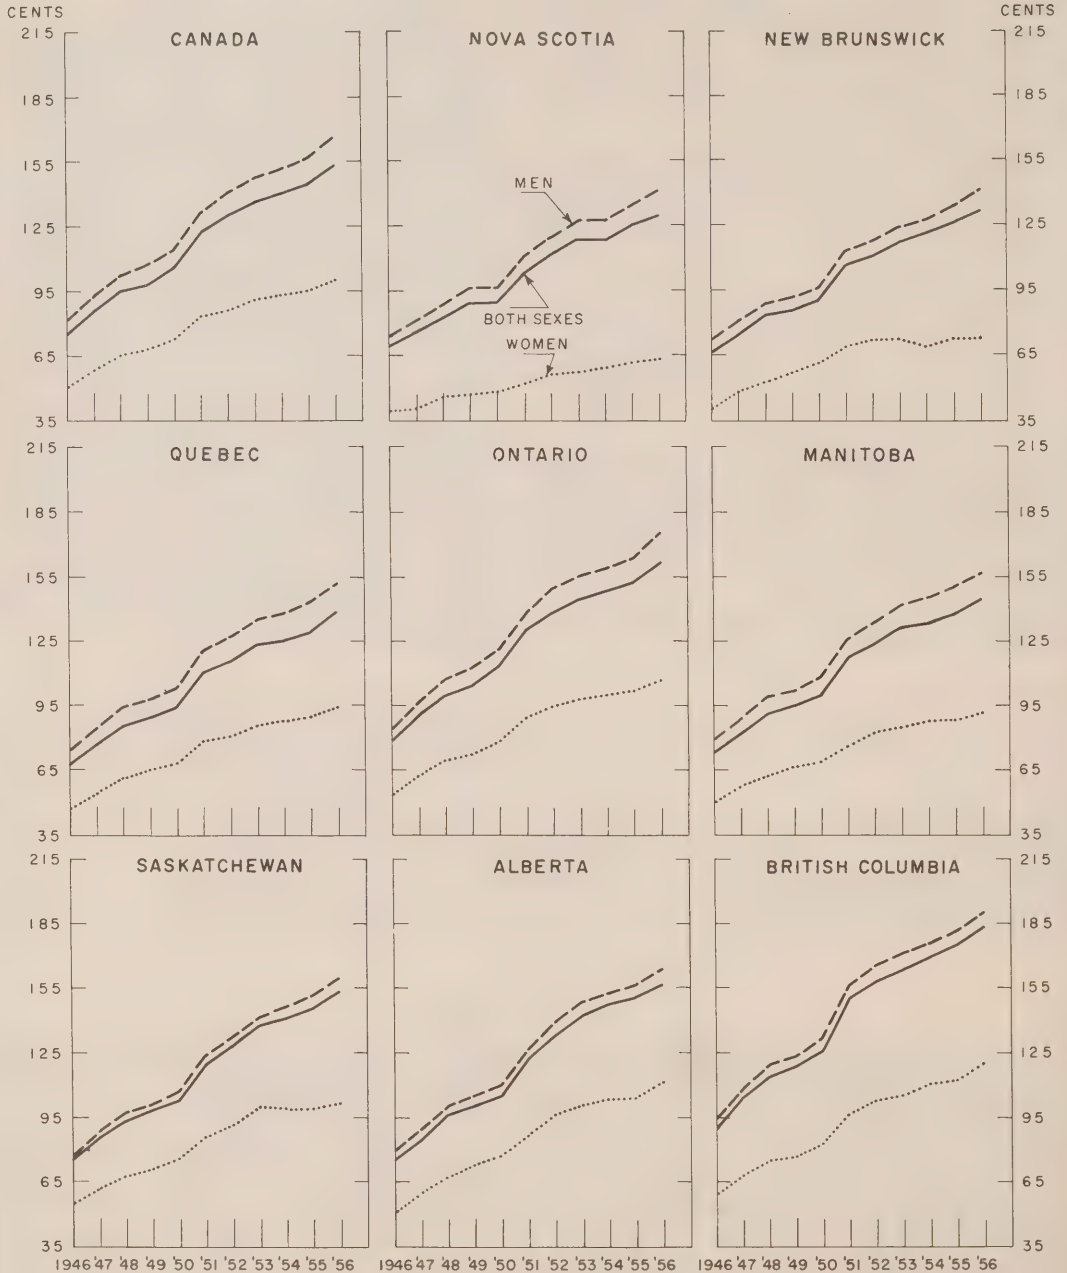 CENTS
CENTS
CANADA
NOVA SCOTIA
NEW BRUNSWICK
215
185
155
125
95
65
35
215
185
155
125
95
65
35
MEN
BOTH SEXES
WOMEN
QUEBEC
ONTARIO
MANITOBA
215
185
155
125
95
65
35
215
185
155
125
95
65
35
SASKATCHEWAN
ALBERTA
BRITISH COLUMBIA
215
185
155
125
95
65
35
215
185
155
125
95
65
35
1946 '47 '48 '49 '50 '51 '52 '53 '54 '55 '56
1946 '47 '48 '49 '50 '51 '52 '53 '54 '55 '56
1946 '47 '48 '49 '50 '51 '52 '53 '54 '55 '56